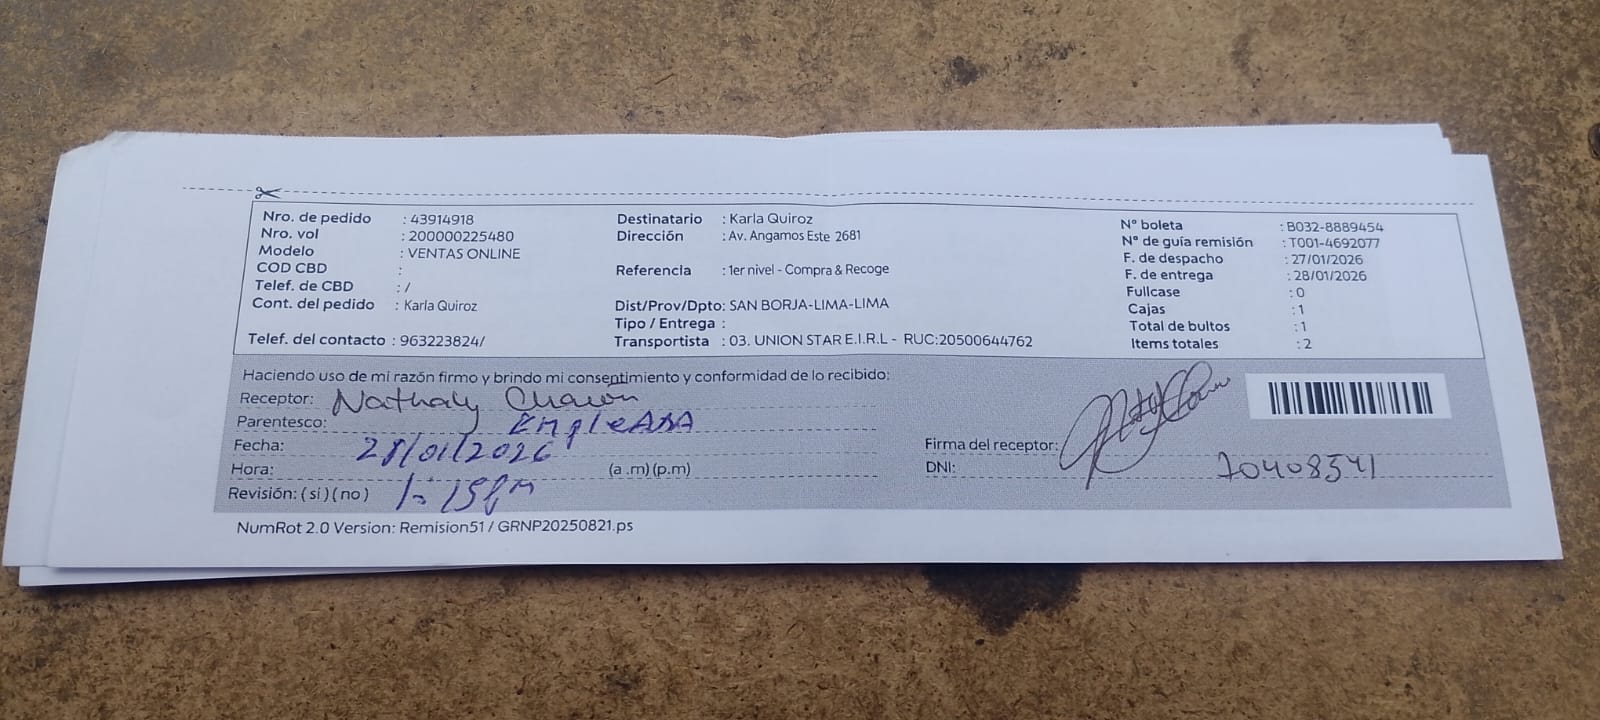 Nro. de pedido : 43914918
Nro. vol : 200000225480
Modelo : VENTAS ONLINE
COD CBD :
Telef. de CBD : /
Cont. del pedido : Karla Quiroz
Telef. del contacto : 963223824/
Destinatario : Karla Quiroz
Dirección : Av. Angamos Este 2681
Referencia : 1er nivel - Compra & Recoge
Dist/Prov/Dpto: SAN BORJA-LIMA-LIMA
Tipo / Entrega :
Transportista : 03. UNION STAR E.I.R.L - RUC:20500644762
N° boleta : B032-8889454
N° de guía remisión : T001-4692077
F. de despacho : 27/01/2026
F. de entrega : 28/01/2026
Fullcase : 0
Cajas : 1
Total de bultos : 1
Items totales : 2
Haciendo uso de mi razón firmo y brindo mi consentimiento y conformidad de lo recibido:
Receptor: Nathaly
Parentesco: EmpleADA
Fecha: 28/01/2026
Hora: (a .m) (p.m)
Revisión: ( si ) ( no ) 1:15pm
Firma del receptor:
DNI: 70408541
NumRot 2.0 Version: Remision51 / GRNP20250821.ps